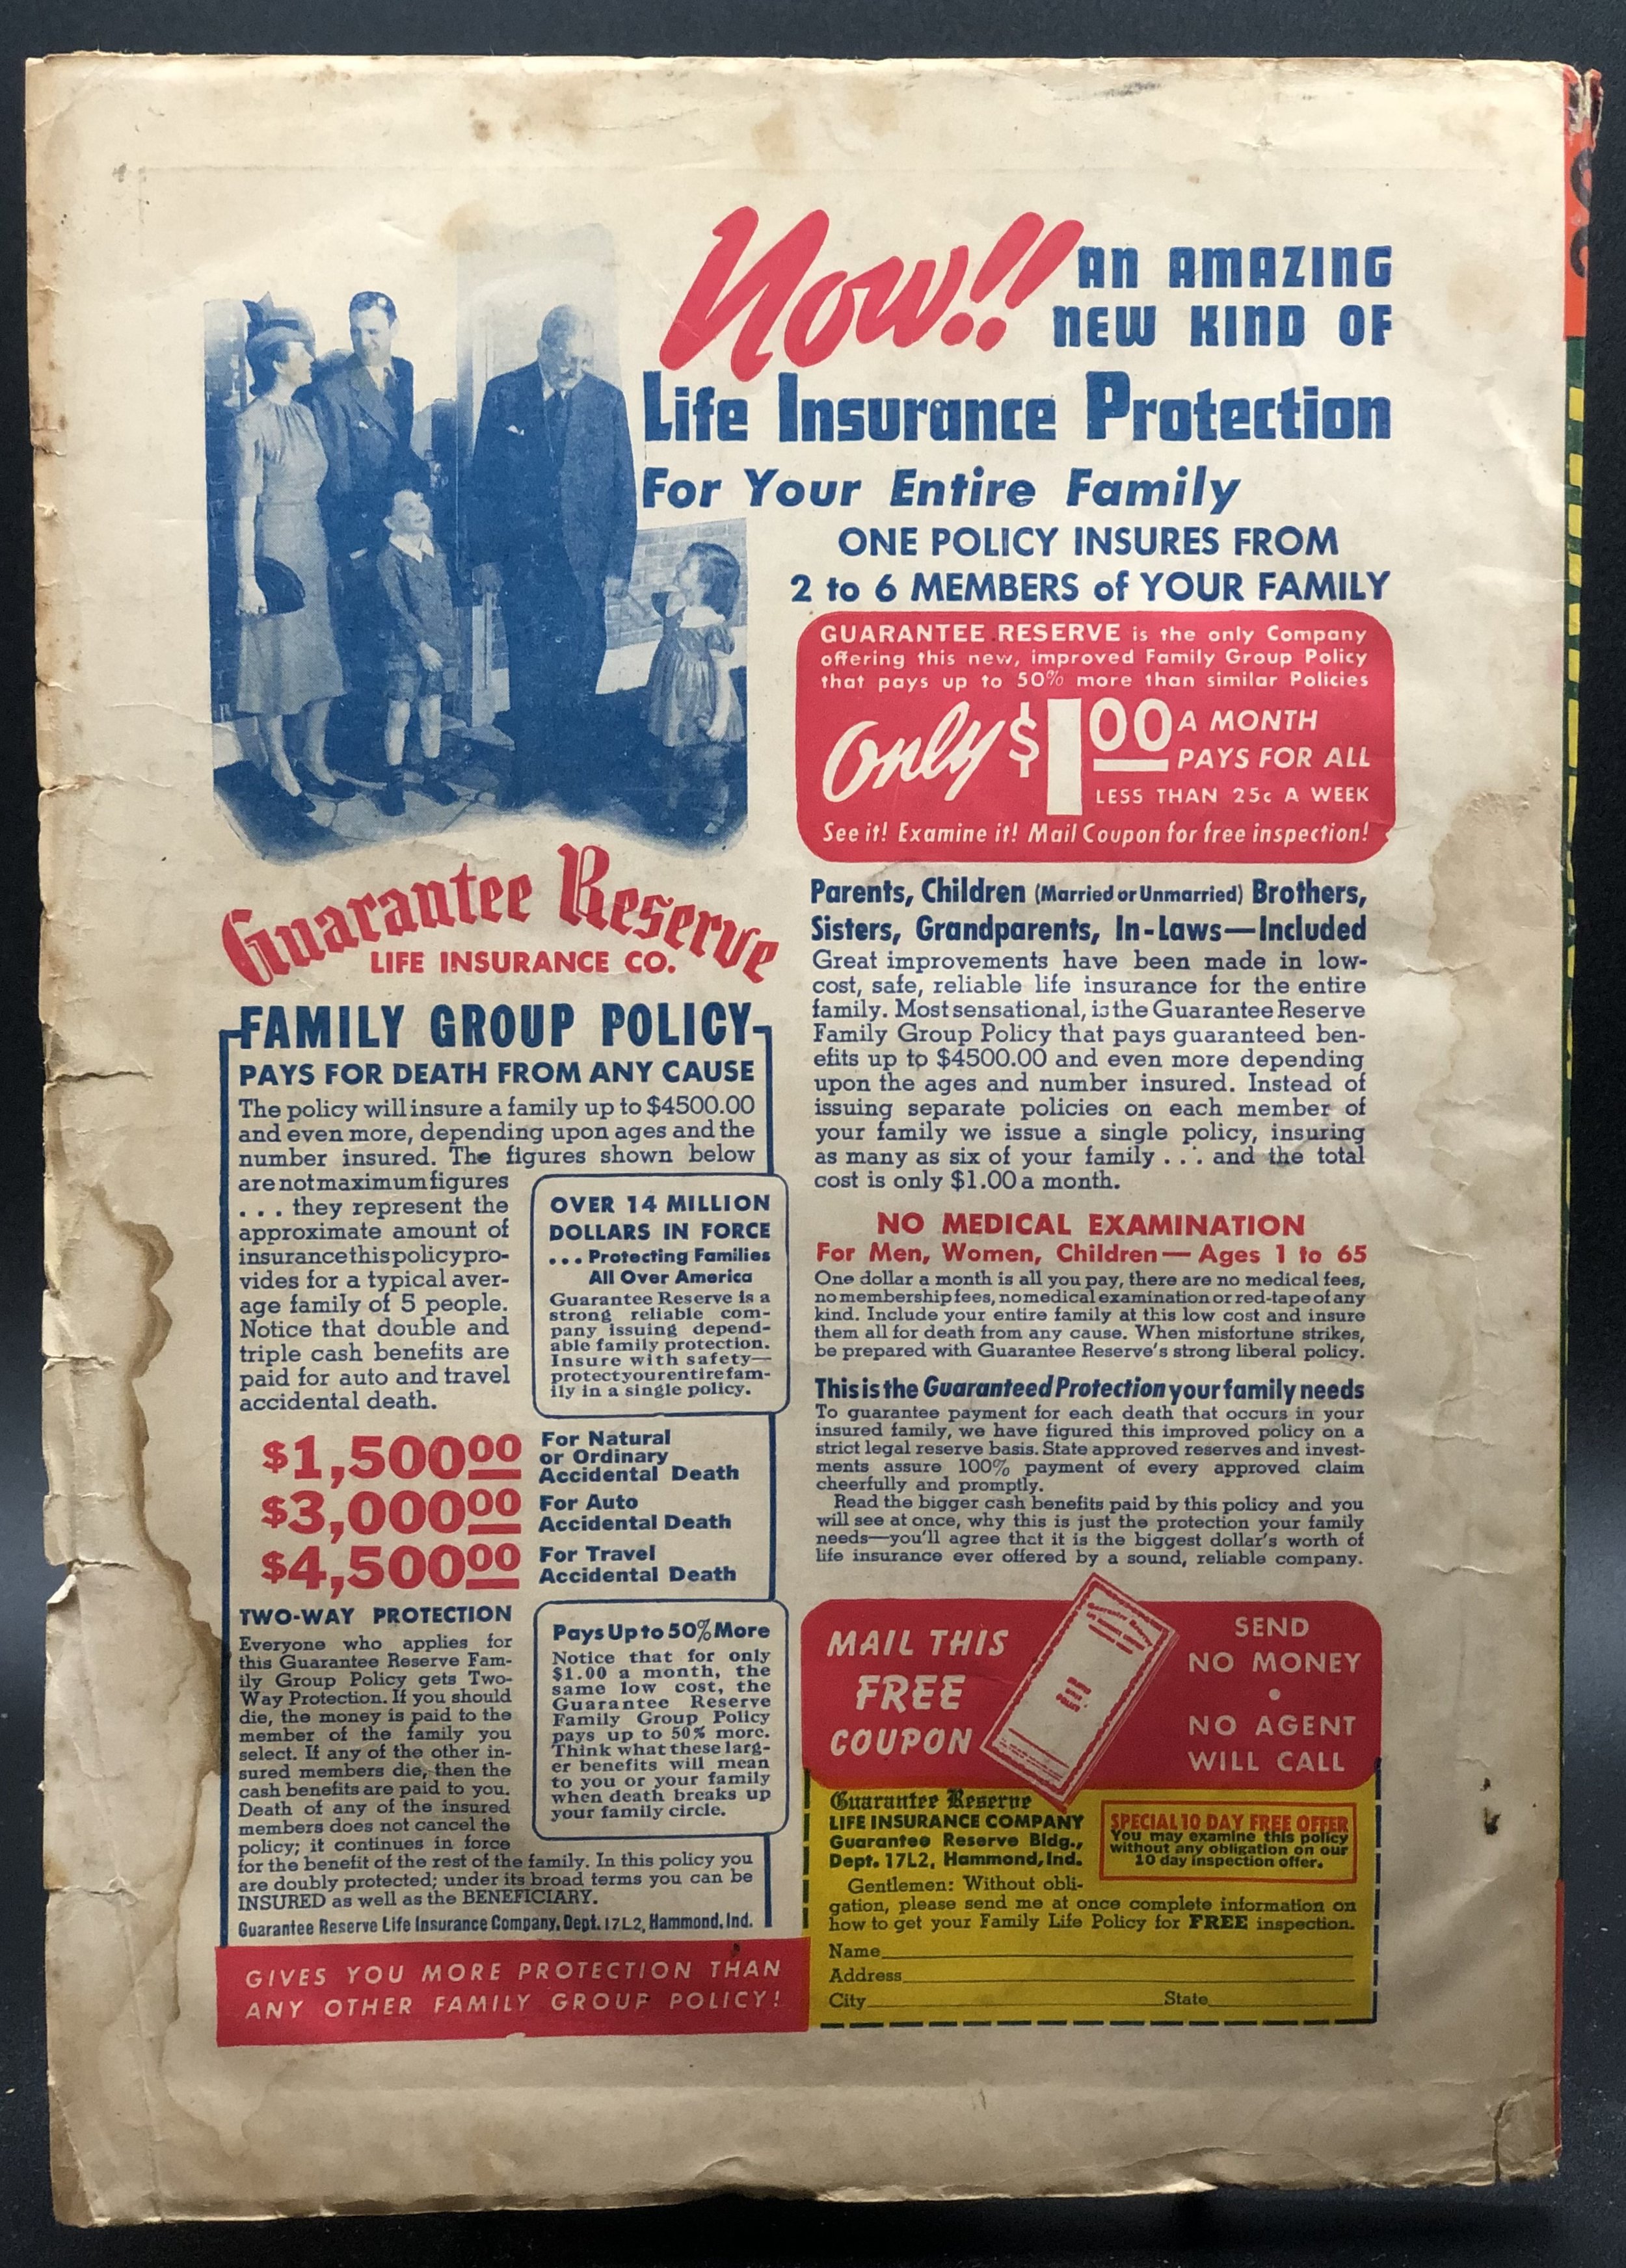 Now!! AN AMAZING
NEW KIND OF
Life Insurance Protection
For Your Entire Family
ONE POLICY INSURES FROM
2 to 6 MEMBERS of YOUR FAMILY
GUARANTEE RESERVE is the only Company
offering this new, improved Family Group Policy
that pays up to 50% more than similar Policies
Only $1.00 A MONTH
PAYS FOR ALL
LESS THAN 25c A WEEK
See it! Examine it! Mail Coupon for free inspection!
Guarantee Reserve
LIFE INSURANCE CO.
FAMILY GROUP POLICY
PAYS FOR DEATH FROM ANY CAUSE
The policy will insure a family up to $4500.00
and even more, depending upon ages and the
number insured. The figures shown below
are not maximum figures
. . . they represent the
approximate amount of
insurance this policy pro-
vides for a typical aver-
age family of 5 people.
Notice that double and
triple cash benefits are
paid for auto and travel
accidental death.
OVER 14 MILLION
DOLLARS IN FORCE
. . . Protecting Families
All Over America
Guarantee Reserve is a
strong reliable com-
pany issuing depend-
able family protection.
Insure with safety—
protect your entire fam-
ily in a single policy.
$1,500.00 For Natural
or Ordinary
Accidental Death
$3,000.00 For Auto
Accidental Death
$4,500.00 For Travel
Accidental Death
TWO-WAY PROTECTION
Everyone who applies for
this Guarantee Reserve Fam-
ily Group Policy gets Two-
Way Protection. If you should
die, the money is paid to the
member of the family you
select. If any of the other in-
sured members die, then the
cash benefits are paid to you.
Death of any of the insured
members does not cancel the
policy; it continues in force
for the benefit of the rest of the family. In this policy you
are doubly protected; under its broad terms you can be
INSURED as well as the BENEFICIARY.
Guarantee Reserve Life Insurance Company, Dept. 17L2, Hammond, Ind.
Pays Up to 50% More
Notice that for only
$1.00 a month, the
same low cost, the
Guarantee Reserve
Family Group Policy
pays up to 50% more.
Think what these larg-
er benefits will mean
to you or your family
when death breaks up
your family circle.
GIVES YOU MORE PROTECTION THAN
ANY OTHER FAMILY GROUP POLICY!
Parents, Children (Married or Unmarried) Brothers,
Sisters, Grandparents, In-Laws—Included
Great improvements have been made in low-
cost, safe, reliable life insurance for the entire
family. Most sensational, is the Guarantee Reserve
Family Group Policy that pays guaranteed ben-
efits up to $4500.00 and even more depending
upon the ages and number insured. Instead of
issuing separate policies on each member of
your family we issue a single policy, insuring
as many as six of your family . . . and the total
cost is only $1.00 a month.
NO MEDICAL EXAMINATION
For Men, Women, Children — Ages 1 to 65
One dollar a month is all you pay, there are no medical fees,
no membership fees, no medical examination or red-tape of any
kind. Include your entire family at this low cost and insure
them all for death from any cause. When misfortune strikes,
be prepared with Guarantee Reserve's strong liberal policy.
This is the Guaranteed Protection your family needs
To guarantee payment for each death that occurs in your
insured family, we have figured this improved policy on a
strict legal reserve basis. State approved reserves and invest-
ments assure 100% payment of every approved claim
cheerfully and promptly.
Read the bigger cash benefits paid by this policy and you
will see at once, why this is just the protection your family
needs—you'll agree that it is the biggest dollar's worth of
life insurance ever offered by a sound, reliable company.
MAIL THIS
FREE
COUPON
SEND
NO MONEY
•
NO AGENT
WILL CALL
Guarantee Reserve
LIFE INSURANCE COMPANY
Guarantee Reserve Bldg.,
Dept. 17L2, Hammond, Ind.
SPECIAL 10 DAY FREE OFFER
You may examine this policy
without any obligation on our
10 day inspection offer.
Gentlemen: Without obli-
gation, please send me at once complete information on
how to get your Family Life Policy for FREE inspection.
Name
Address
City State